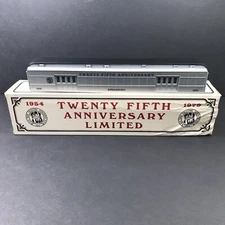 TWENTY FIFTH ANNIVERSARY
1954 TWENTY FIFTH 1979
ANNIVERSARY
LIMITED